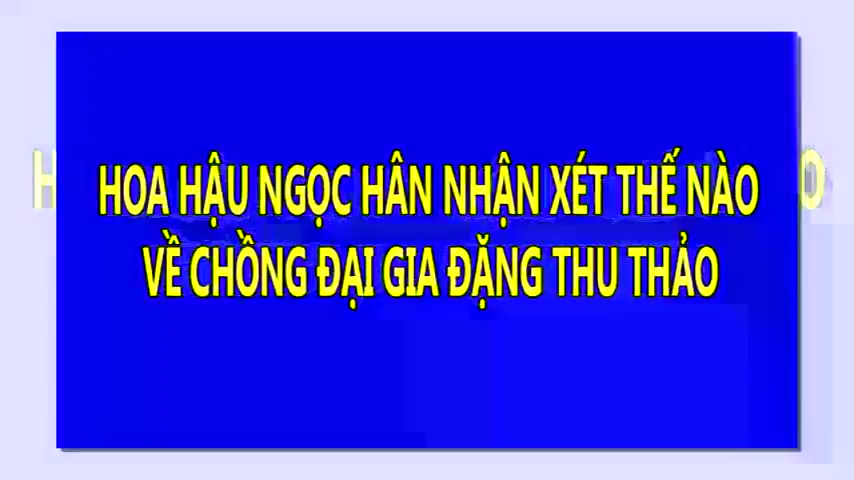 HOA HẬU NGỌC HÂN NHẬN XÉT THẾ NÀO
VỀ CHỒNG ĐẠI GIA ĐẶNG THU THẢO